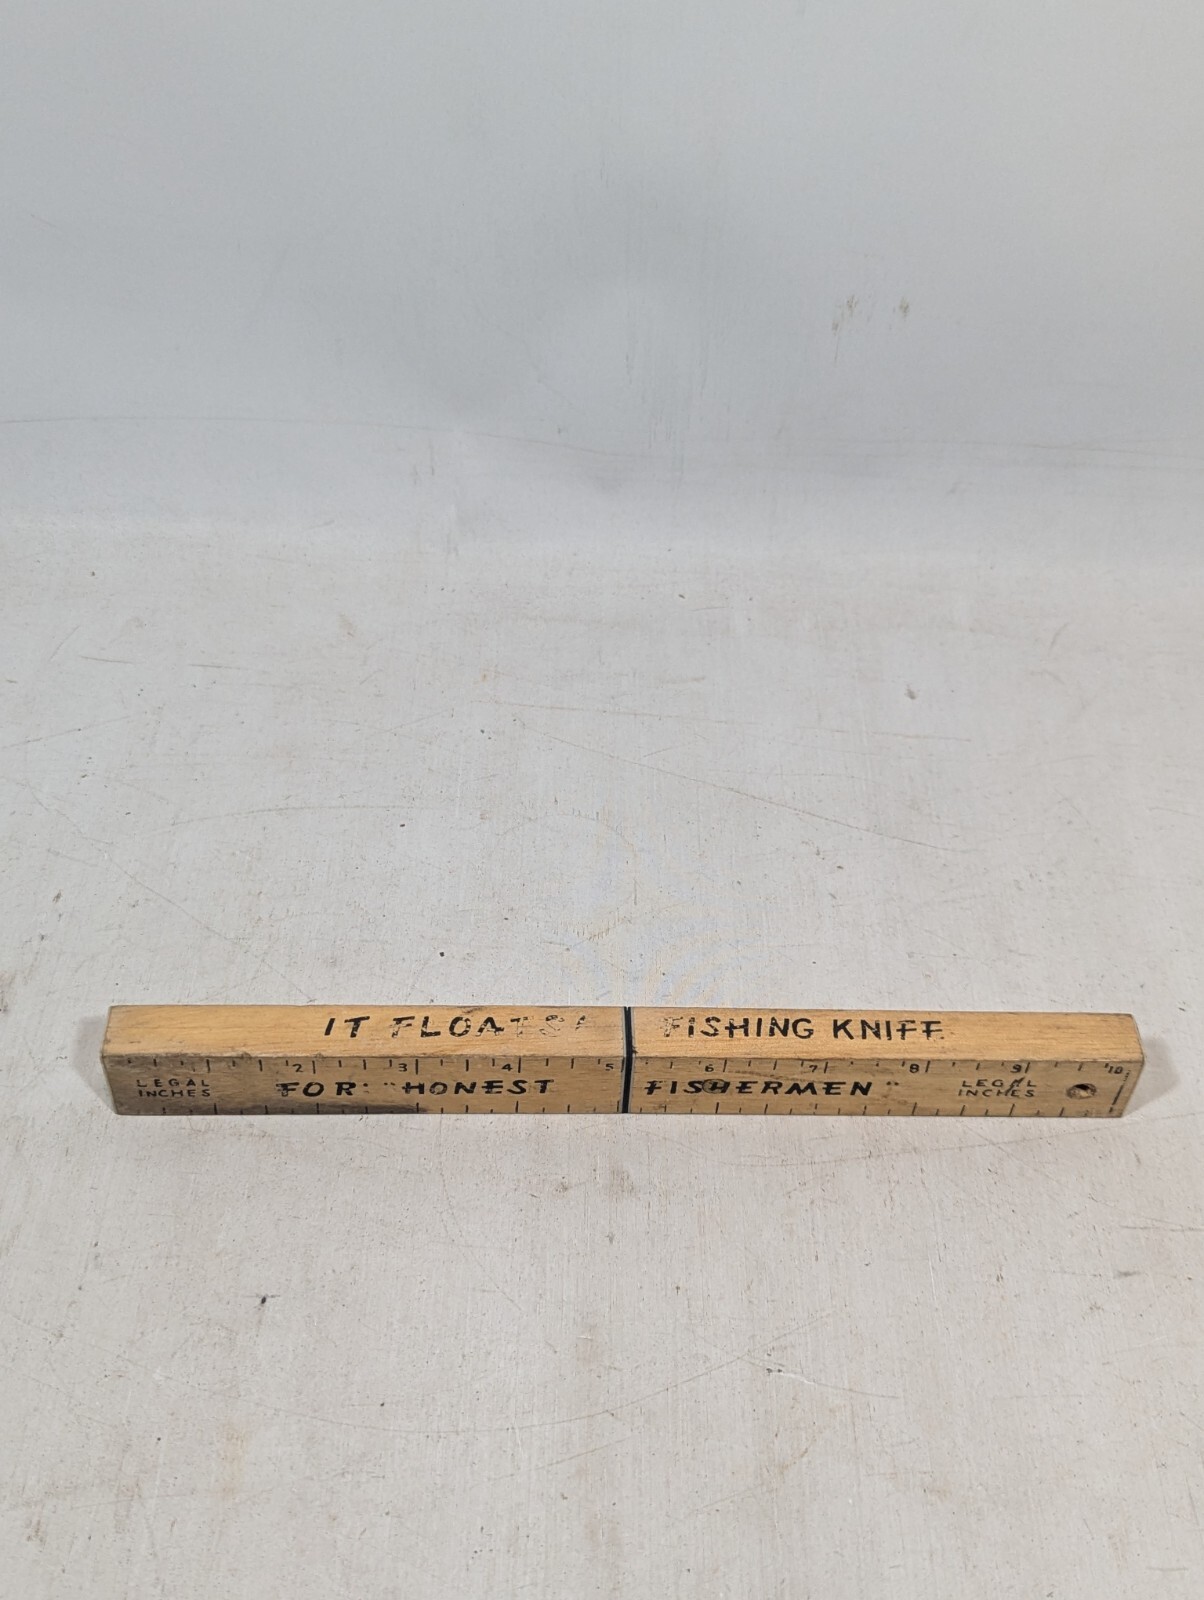 IT FLOATS FISHING KNIFE
2 3 4 5 6 7 8 9 10
LEGAL INCHES FOR "HONEST FISHERMEN" LEGAL INCHES